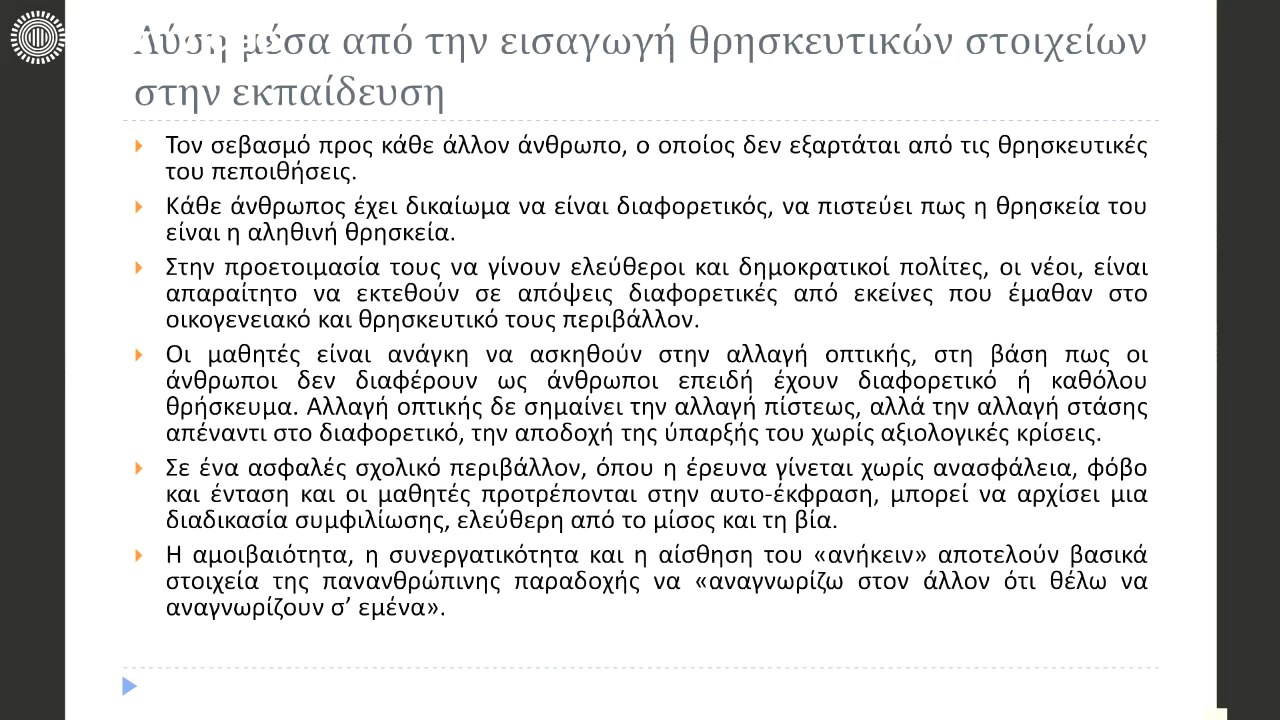 Λύση μέσα από την εισαγωγή θρησκευτικών στοιχείων
στην εκπαίδευση
Τον σεβασμό προς κάθε άλλον άνθρωπο, ο οποίος δεν εξαρτάται από τις θρησκευτικές
του πεποιθήσεις.
Κάθε άνθρωπος έχει δικαίωμα να είναι διαφορετικός, να πιστεύει πως η θρησκεία του
είναι η αληθινή θρησκεία.
Στην προετοιμασία τους να γίνουν ελεύθεροι και δημοκρατικοί πολίτες, οι νέοι, είναι
απαραίτητο να εκτεθούν σε απόψεις διαφορετικές από εκείνες που έμαθαν στο
οικογενειακό και θρησκευτικό τους περιβάλλον.
Οι μαθητές είναι ανάγκη να ασκηθούν στην αλλαγή οπτικής, στη βάση πως οι
άνθρωποι δεν διαφέρουν ως άνθρωποι επειδή έχουν διαφορετικό ή καθόλου
θρήσκευμα. Αλλαγή οπτικής δε σημαίνει την αλλαγή πίστεως, αλλά την αλλαγή στάσης
απέναντι στο διαφορετικό, την αποδοχή της ύπαρξής του χωρίς αξιολογικές κρίσεις.
Σε ένα ασφαλές σχολικό περιβάλλον, όπου η έρευνα γίνεται χωρίς ανασφάλεια, φόβο
και ένταση και οι μαθητές προτρέπονται στην αυτο-έκφραση, μπορεί να αρχίσει μια
διαδικασία συμφιλίωσης, ελεύθερη από το μίσος και τη βία.
Η αμοιβαιότητα, η συνεργατικότητα και η αίσθηση του «ανήκειν» αποτελούν βασικά
στοιχεία της πανανθρώπινης παραδοχής να «αναγνωρίζω στον άλλον ότι θέλω να
αναγνωρίζουν σ’ εμένα».